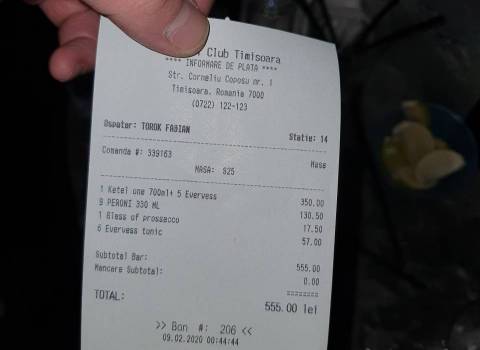 Club Timisoara
**** INFORMARE DE PLATA ****
Str. Corneliu Coposu nr. 1
Timisoara, Romania 7000
(0722) 122-123
Ospatar: TOROK FABIAN Statie: 14
Comanda #: 339163 Masa
MASA: S25
1 Ketel one 700ml+ 5 Evervess 350.00
9 PERONI 330 ML 130.50
1 Glass of prosecco 17.50
6 Evervess tonic 57.00
Subtotal Bar: 555.00
Mancare Subtotal: 0.00
========
TOTAL: 555.00 lei
>> Bon #: 206 <<
09.02.2020 00:44:44